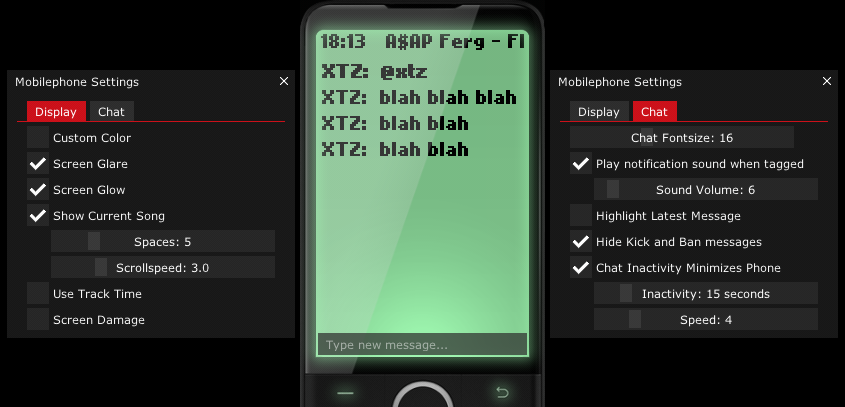 Mobilephone Settings
Display Chat
Custom Color
Screen Glare
Screen Glow
Show Current Song
Spaces: 5
Scrollspeed: 3.0
Use Track Time
Screen Damage
18:13 A$AP Ferg - Fl
XTZ: @xtz
XTZ: blah blah blah
XTZ: blah blah
XTZ: blah blah
Type new message...
Mobilephone Settings
Display Chat
Chat Fontsize: 16
Play notification sound when tagged
Sound Volume: 6
Highlight Latest Message
Hide Kick and Ban messages
Chat Inactivity Minimizes Phone
Inactivity: 15 seconds
Speed: 4